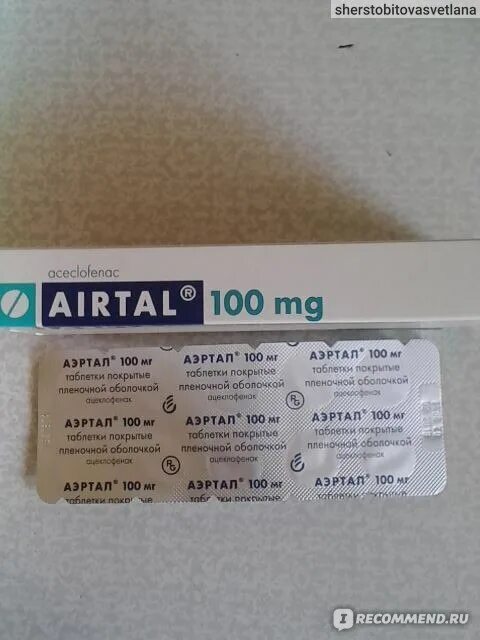 sherstobitovasvetlana
aceclofenac
AIRTAL® 100 mg
АЭРТАЛ® 100 мг АЭРТАЛ® 100 мг АЭРТАЛ® 100 мг
таблетки покрытые таблетки покрытые таблетки покрытые
пленочной оболочкой пленочной оболочкой пленочной оболочкой
ацеклофенак ацеклофенак ацеклофенак
АЭРТАЛ® 100 мг АЭРТАЛ® 100 мг АЭРТАЛ® 100 мг
таблетки покрытые таблетки покрытые таблетки покрытые
пленочной оболочкой пленочной оболочкой пленочной оболочкой
ацеклофенак ацеклофенак ацеклофенак
АЭРТАЛ® 100 мг АЭРТАЛ® 100 мг АЭРТАЛ® 100 мг
таблетки покрытые таблетки покрытые таблетки покрытые
I RECOMMEND.RU